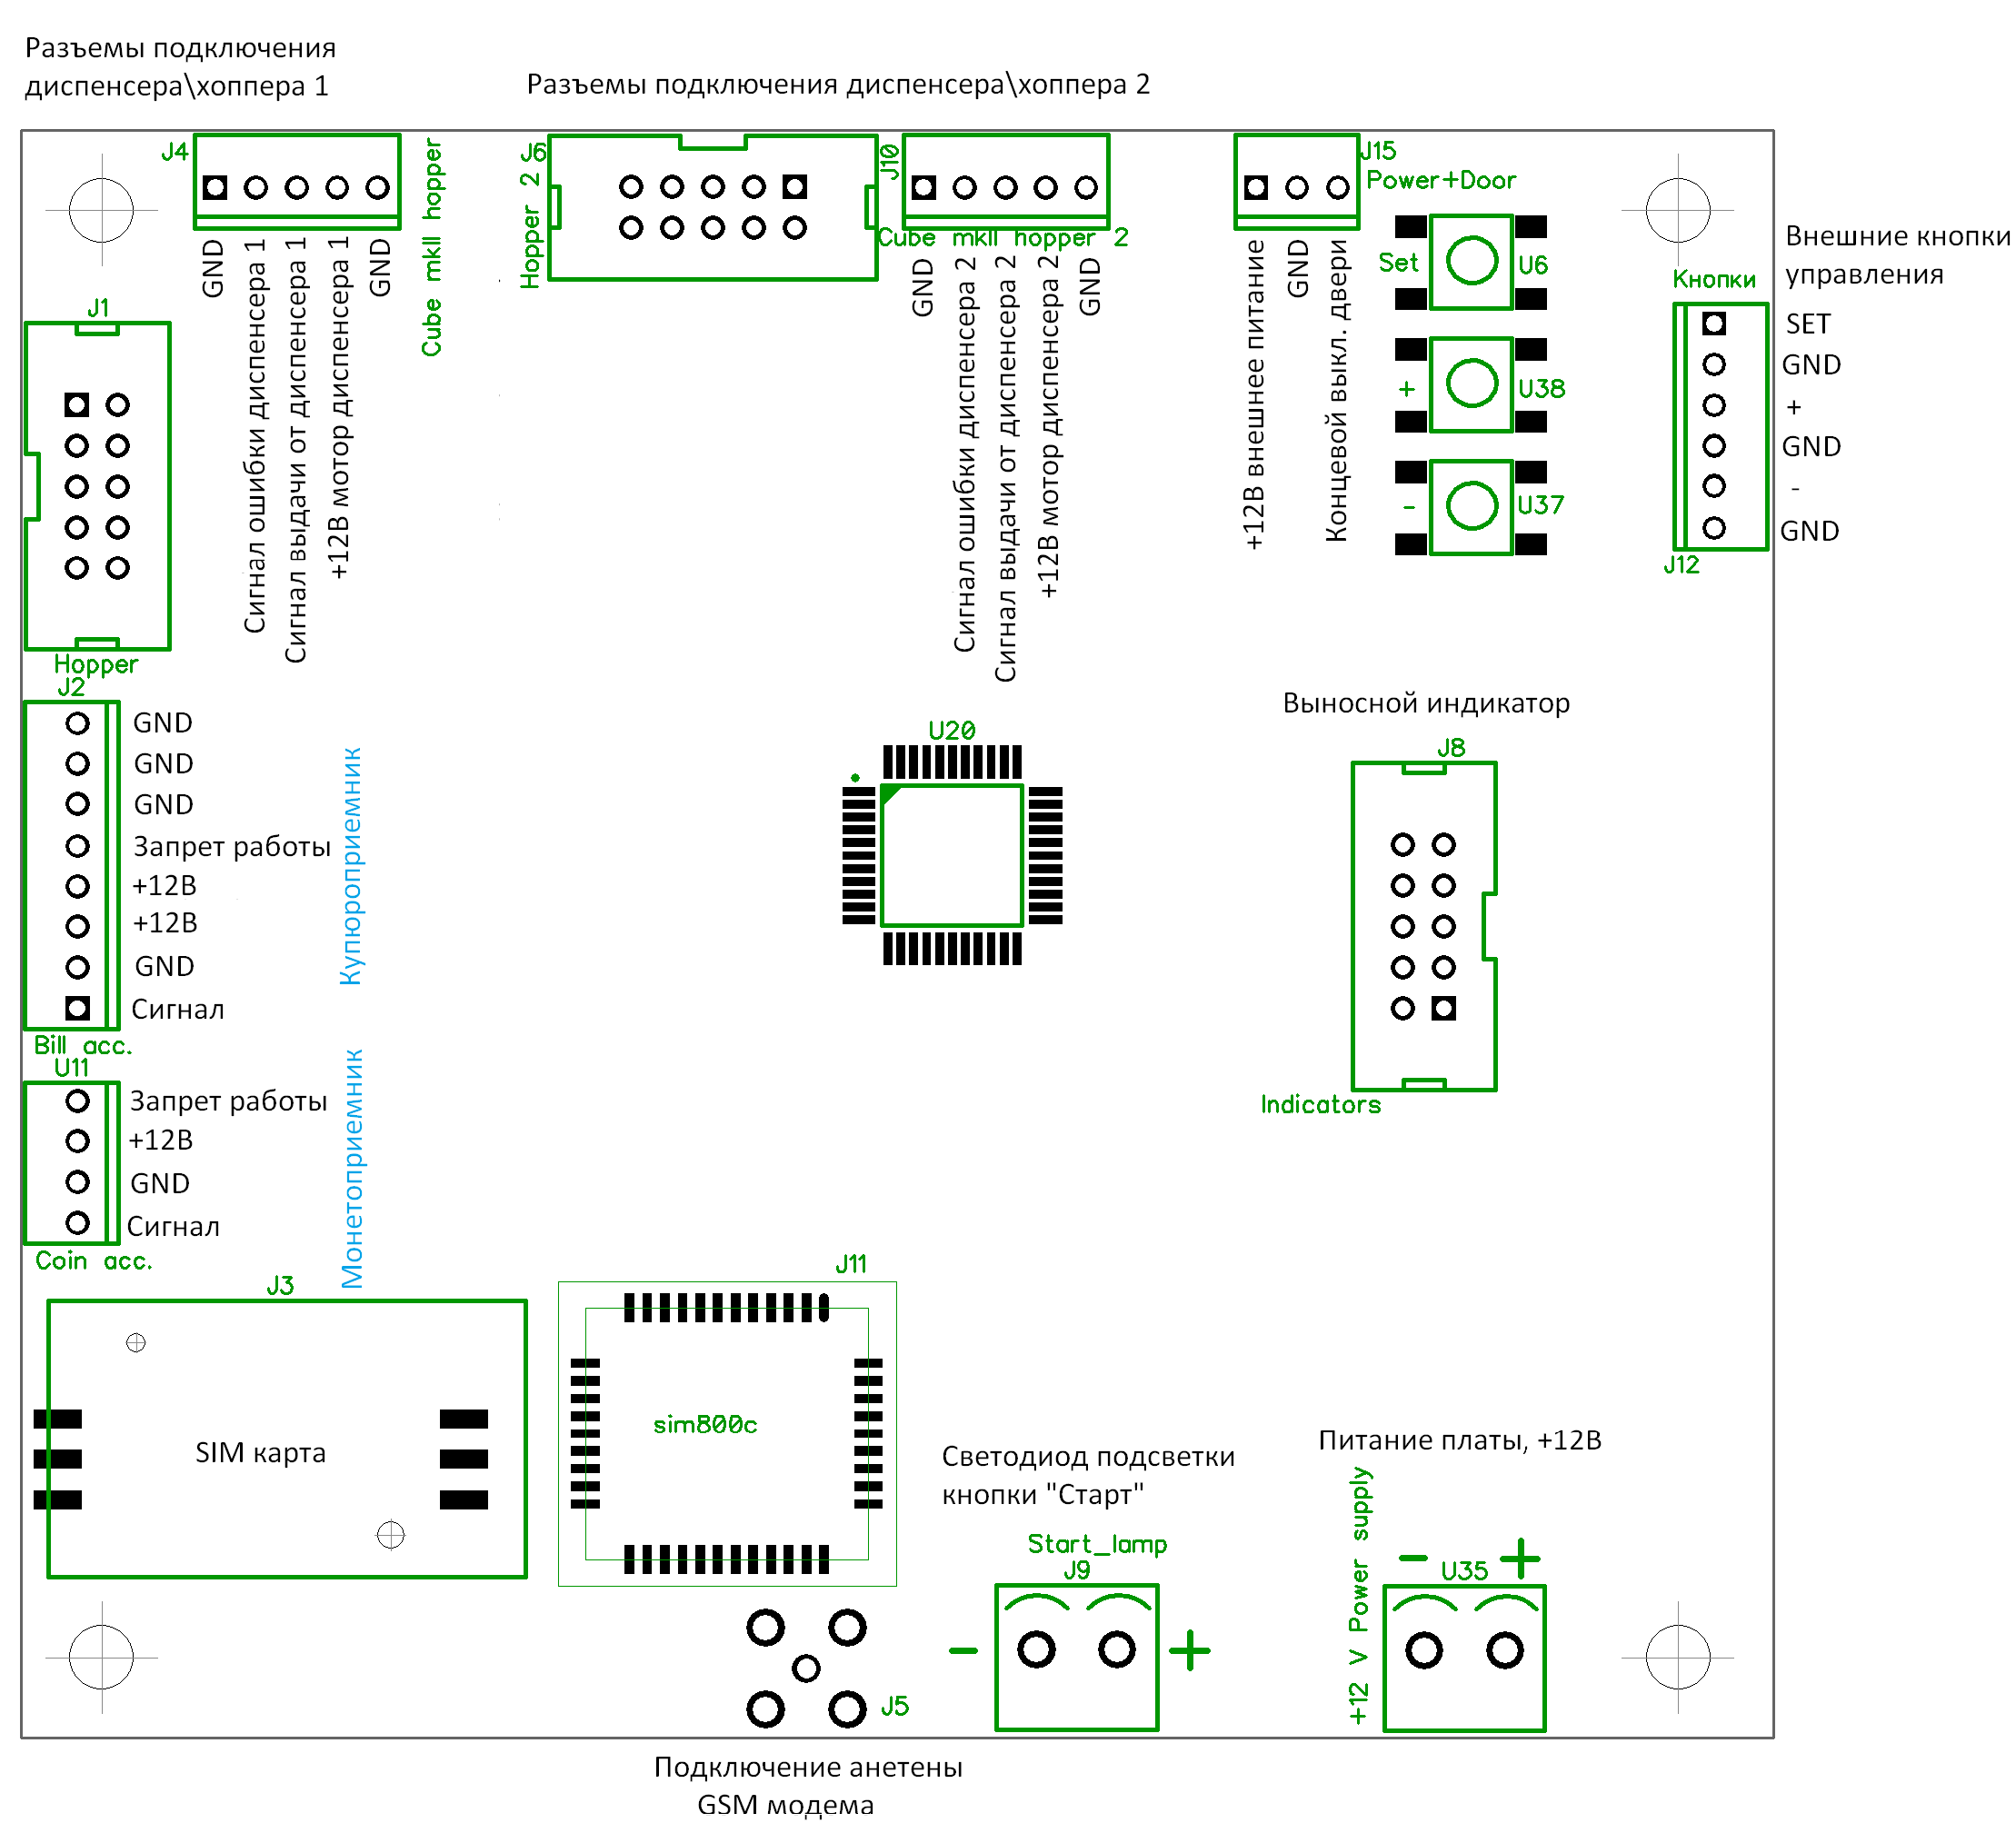 Разъемы подключения
диспенсера\хоппера 1
Разъемы подключения диспенсера\хоппера 2
J4
GND
Сигнал ошибки диспенсера 1
Сигнал выдачи от диспенсера 1
+12В мотор диспенсера 1
GND
Cube mkII hopper
J6
Hopper 2
J10
Cube mkII hopper 2
GND
Сигнал ошибки диспенсера 2
Сигнал выдачи от диспенсера 2
+12В мотор диспенсера 2
GND
J15
Power+Door
+12В внешнее питание
GND
Концевой выкл. двери
Set
U6
+
U38
-
U37
Внешние кнопки
управления
Кнопки
SET
GND
+
GND
-
GND
J12
J1
Hopper
J2
GND
GND
GND
Запрет работы
+12В
+12В
GND
Сигнал
Купюроприемник
Bill acc.
U11
Запрет работы
+12В
GND
Сигнал
Монетоприемник
Coin acc.
U20
Выносной индикатор
J8
Indicators
J3
SIM карта
J11
sim800c
J5
Подключение анетены
GSM модема
Светодиод подсветки
кнопки "Старт"
Start_lamp
J9
- +
Питание платы, +12В
+12 V Power supply
- +
U35